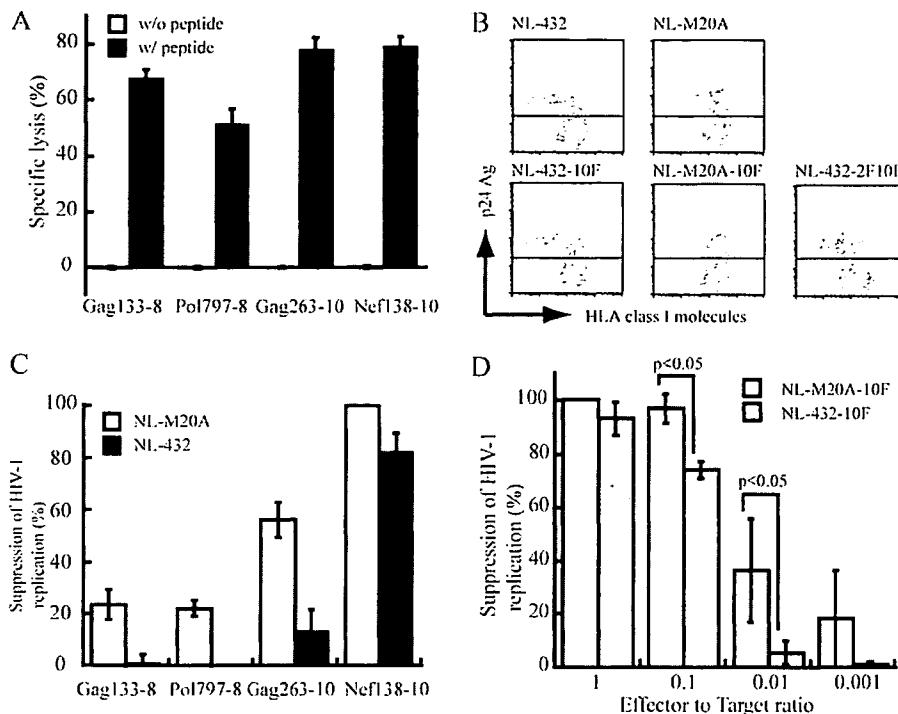 A
w/o peptide
w/ peptide
Specific lysis (%)
80
60
40
20
0
Gag133-8 Pol797-8 Gag263-10 Nef138-10
B
NL-432 NL-M20A
NL-432-10F NL-M20A-10F NL-432-2F10F
p24 Ag
HLA class I molecules
C
NL-M20A
NL-432
Suppression of HIV-1
replication (%)
100
80
60
40
20
0
Gag133-8 Pol797-8 Gag263-10 Nef138-10
D
p<0.05
NL-M20A-10F
NL-432-10F
p<0.05
Suppression of HIV-1
replication (%)
100
80
60
40
20
0
1 0.1 0.01 0.001
Effector to Target ratio